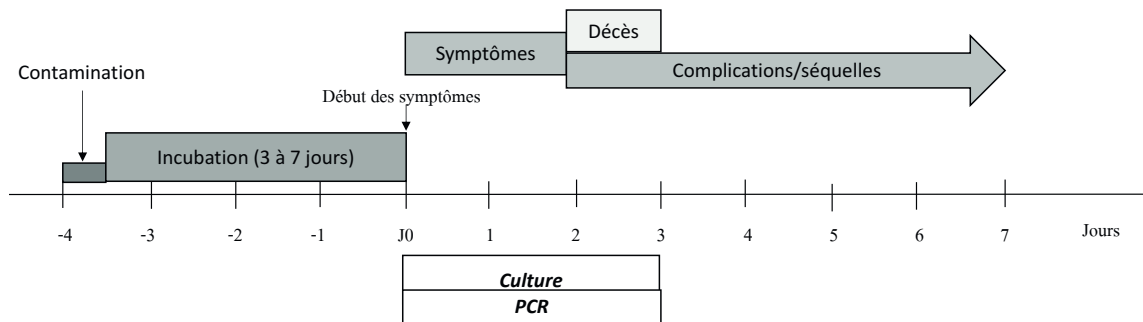 Décès
Symptômes
Complications/séquelles
Contamination
Début des symptômes
Incubation (3 à 7 jours)
-4 -3 -2 -1 J0 1 2 3 4 5 6 7 Jours
Culture
PCR